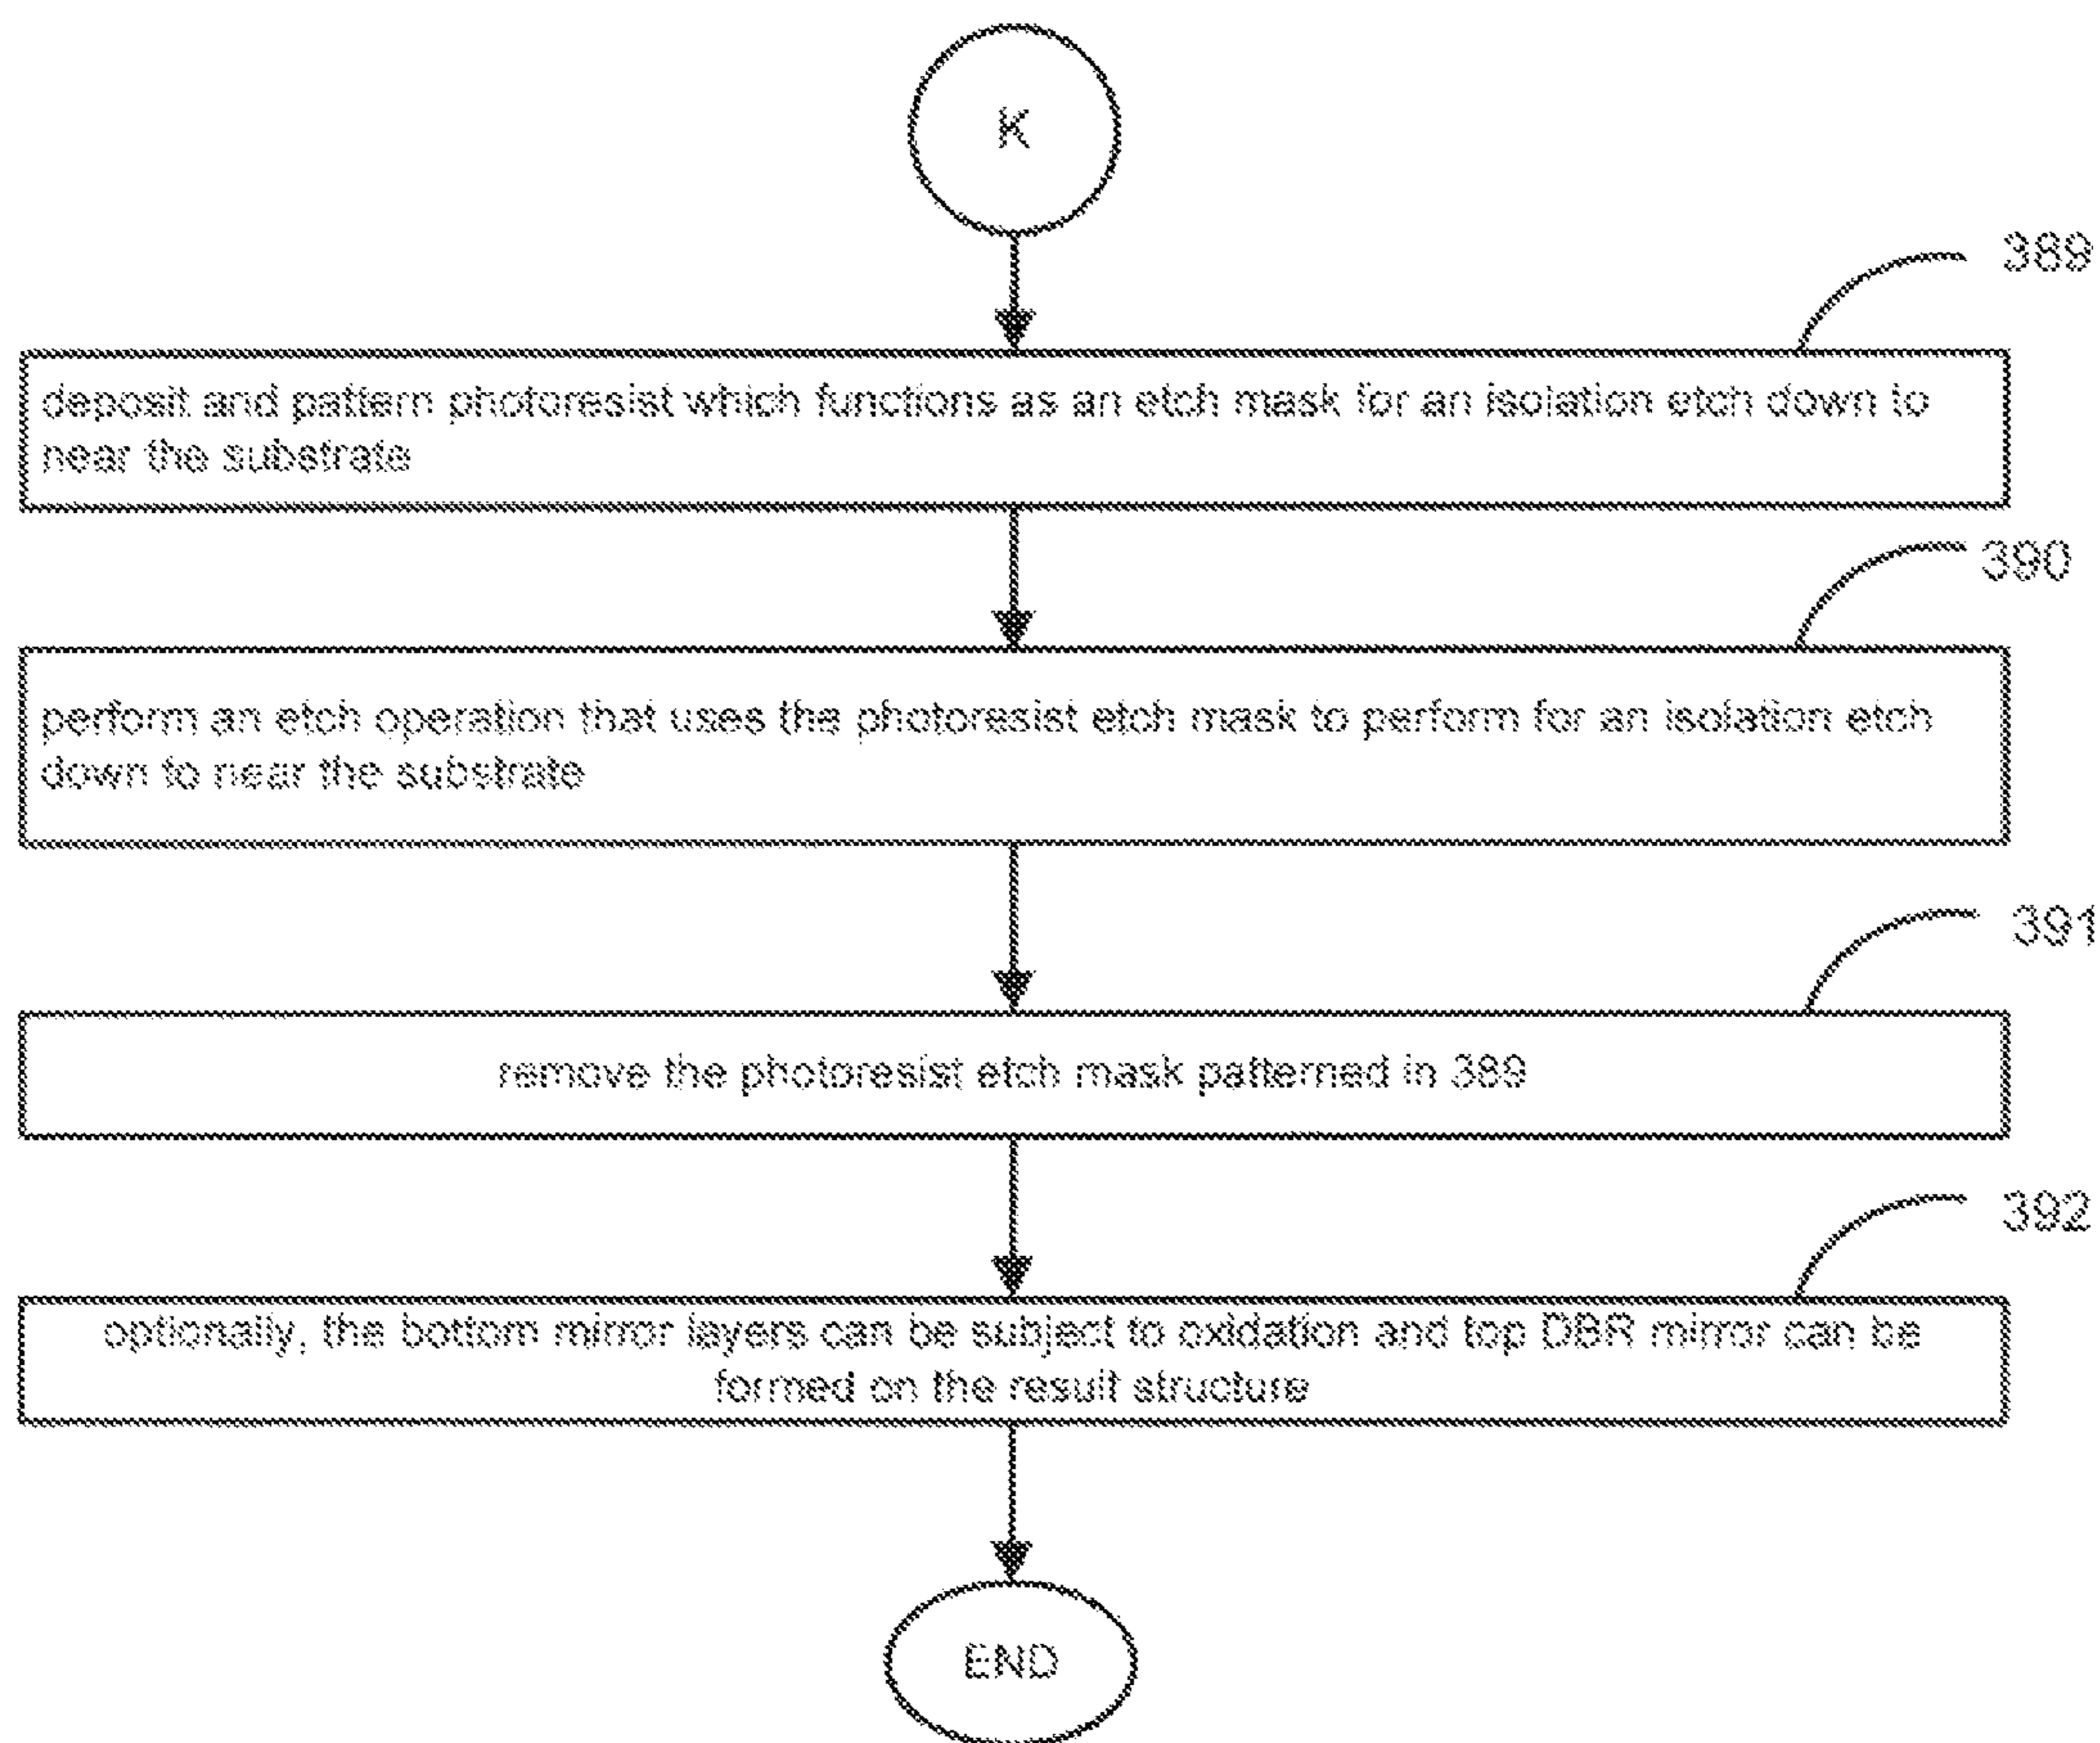 K
389
deposit and pattern photoresist which functions as an etch mask for an isolation etch down to
near the substrate
390
perform an etch operation that uses the photoresist etch mask to perform for an isolation etch
down to near the substrate
391
remove the photoresist etch mask patterned in 389
392
optionally, the bottom mirror layers can be subject to oxidation and top DBR mirror can be
formed on the result structure
END